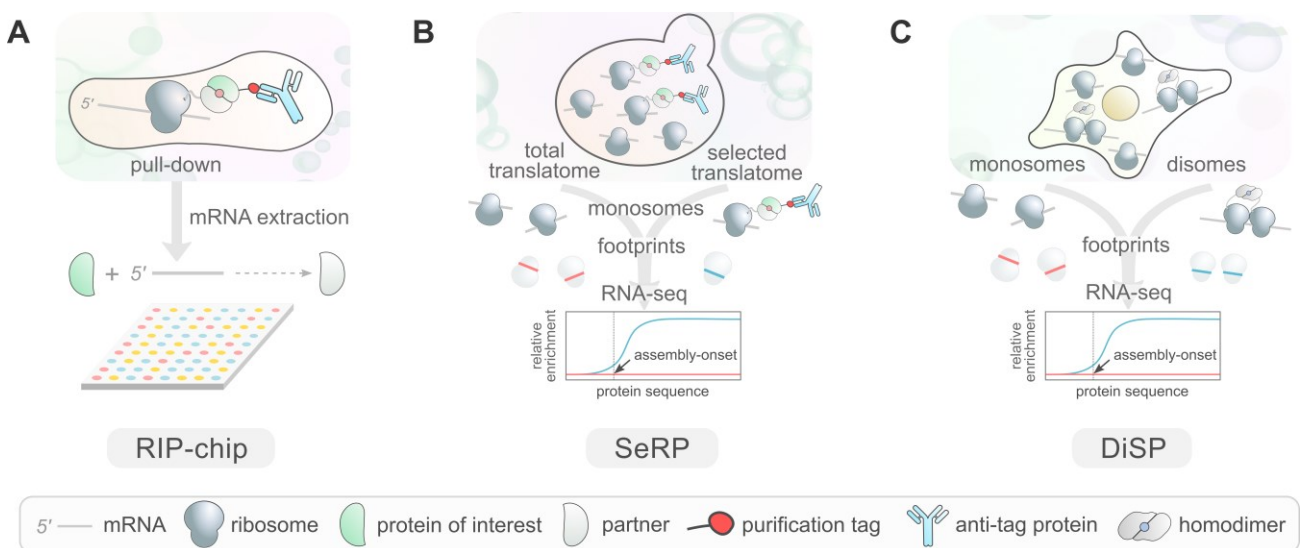 A
5'
pull-down
mRNA extraction
+ 5'
RIP-chip
B
total
translatome
selected
translatome
monosomes
footprints
RNA-seq
relative
enrichment
assembly-onset
protein sequence
SeRP
C
monosomes
disomes
footprints
RNA-seq
relative
enrichment
assembly-onset
protein sequence
DiSP
5' mRNA ribosome protein of interest partner purification tag anti-tag protein homodimer